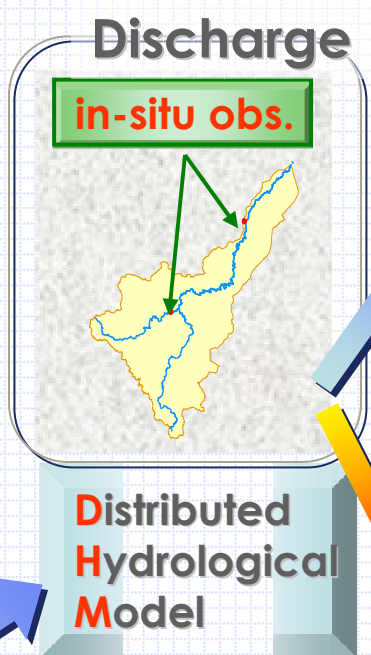 Discharge
in-situ obs.
Distributed
Hydrological
Model